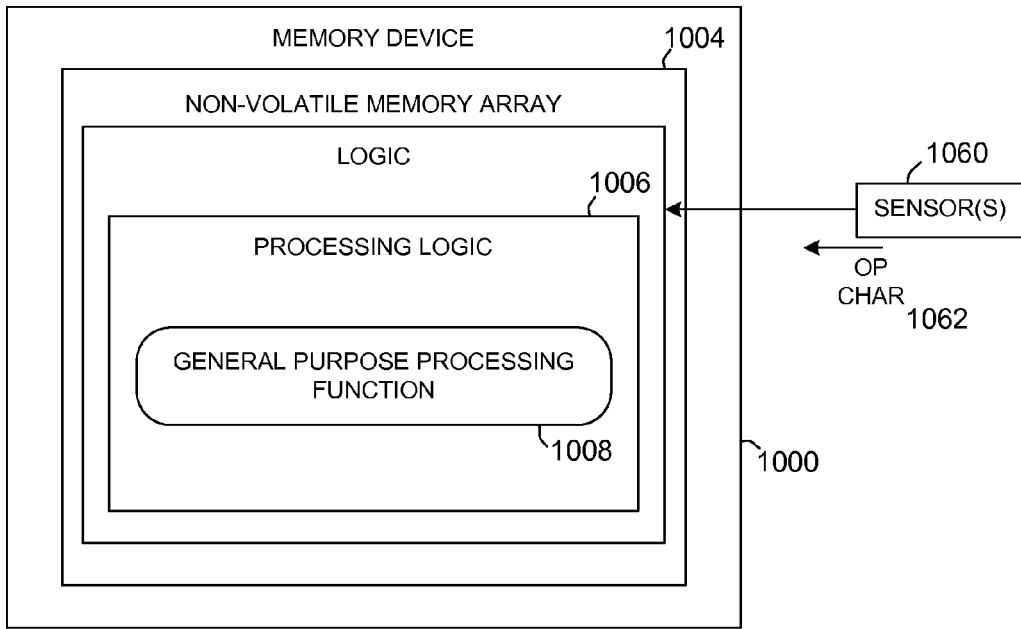 MEMORY DEVICE
1004
NON-VOLATILE MEMORY ARRAY
LOGIC
1006
PROCESSING LOGIC
GENERAL PURPOSE PROCESSING
FUNCTION
1008
1000
1060
SENSOR(S)
OP
CHAR
1062